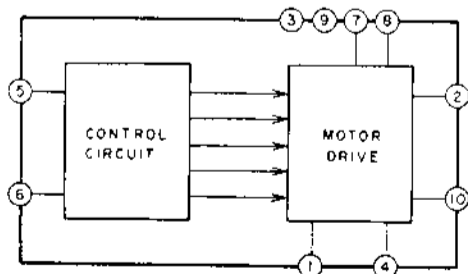 3 9 7 8
5
2
CONTROL
CIRCUIT
MOTOR
DRIVE
6
10
1 4